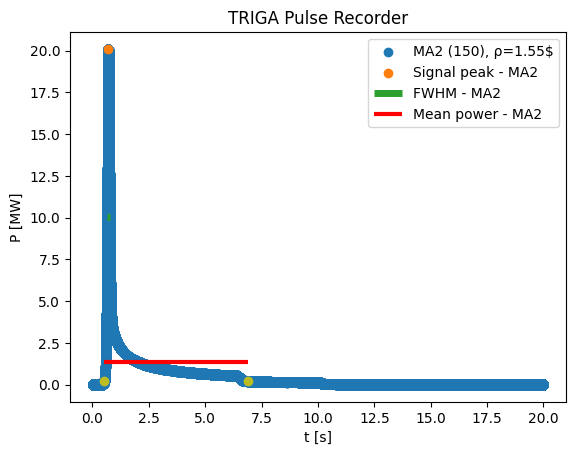 TRIGA Pulse Recorder
MA2 (150), ρ=1.55$
Signal peak - MA2
FWHM - MA2
Mean power - MA2
P [MW]
20.0
17.5
15.0
12.5
10.0
7.5
5.0
2.5
0.0
0.0 2.5 5.0 7.5 10.0 12.5 15.0 17.5 20.0
t [s]